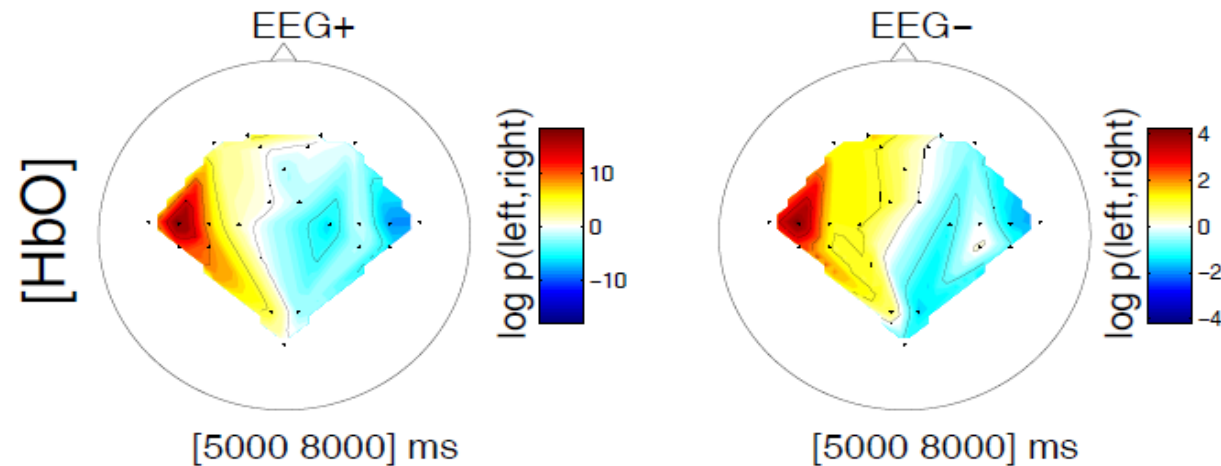 EEG+
EEG−
[HbO]
log p(left,right)
10
0
−10
log p(left,right)
4
2
0
−2
−4
[5000 8000] ms
[5000 8000] ms